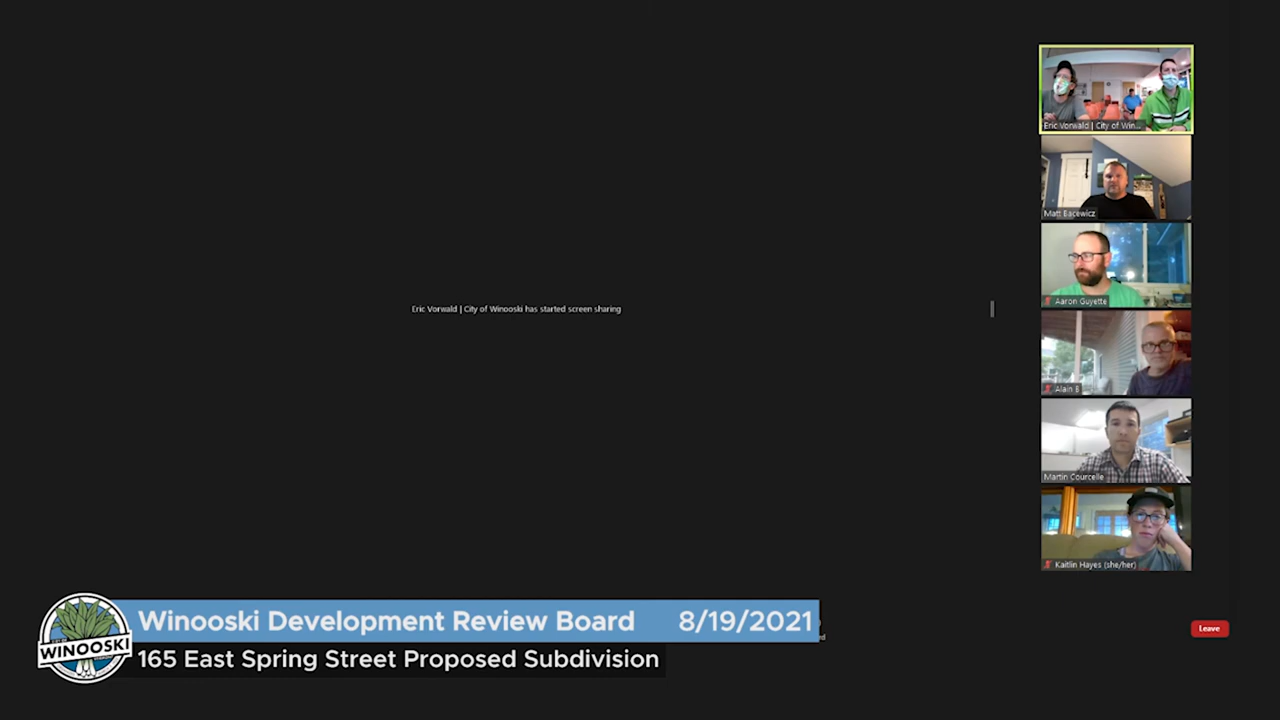 Eric Vorwald | City of Win...
Matt Bacewicz
Aaron Guyette
Alain B
Eric Vorwald | City of Winooski has started screen sharing
Martin Courcelle
Kaitlin Hayes (she/her)
Winooski Development Review Board 8/19/2021
Leave
WINOOSKI
165 East Spring Street Proposed Subdivision